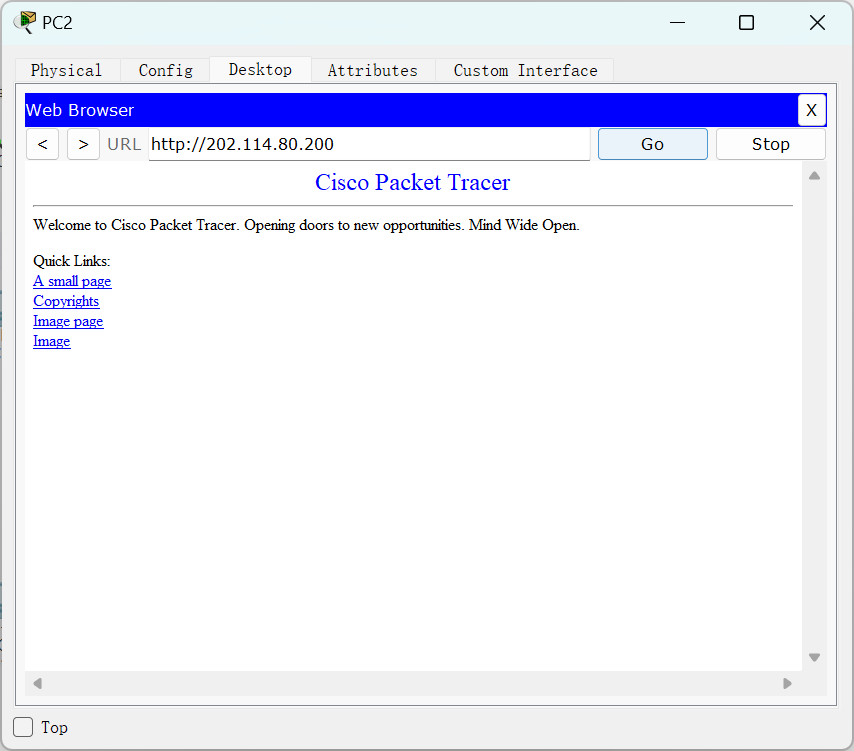 PC2
Physical Config Desktop Attributes Custom Interface
Web Browser X
< > URL http://202.114.80.200 Go Stop
Cisco Packet Tracer
Welcome to Cisco Packet Tracer. Opening doors to new opportunities. Mind Wide Open.
Quick Links:
A small page
Copyrights
Image page
Image
Top